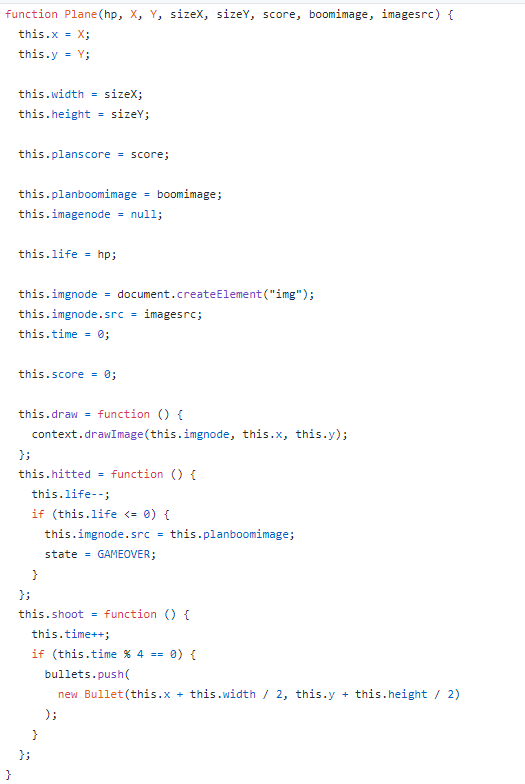 function Plane(hp, X, Y, sizeX, sizeY, score, boomimage, imagesrc) {
  this.x = X;
  this.y = Y;

  this.width = sizeX;
  this.height = sizeY;

  this.planscore = score;

  this.planboomimage = boomimage;
  this.imagenode = null;

  this.life = hp;

  this.imgnode = document.createElement("img");
  this.imgnode.src = imagesrc;
  this.time = 0;

  this.score = 0;

  this.draw = function () {
    context.drawImage(this.imgnode, this.x, this.y);
  };
  this.hitted = function () {
    this.life--;
    if (this.life <= 0) {
      this.imgnode.src = this.planboomimage;
      state = GAMEOVER;
    }
  };
  this.shoot = function () {
    this.time++;
    if (this.time % 4 == 0) {
      bullets.push(
        new Bullet(this.x + this.width / 2, this.y + this.height / 2)
      );
    }
  };
}